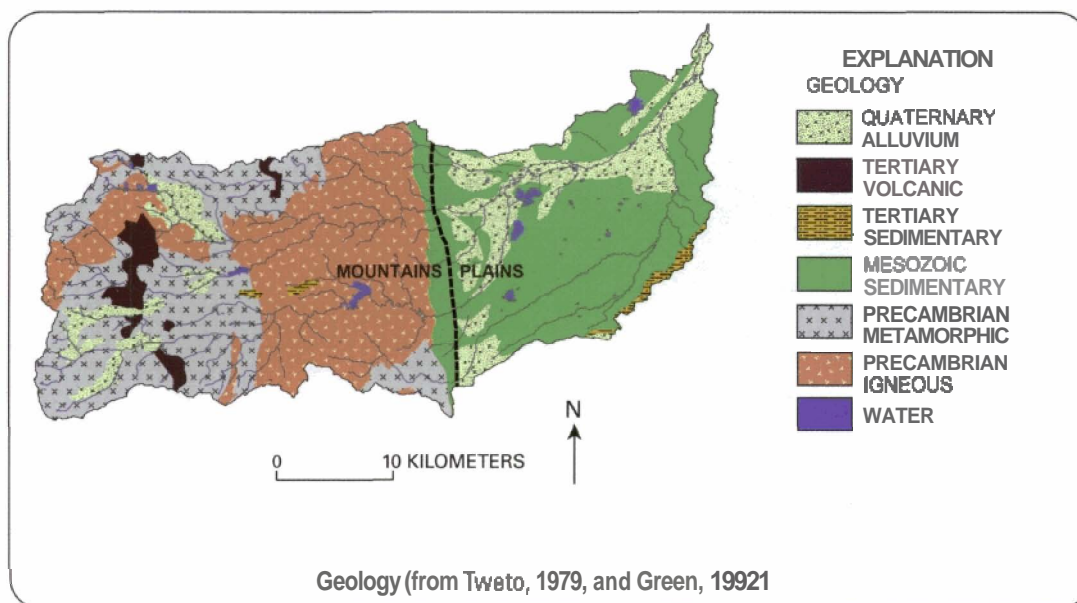 EXPLANATION
GEOLOGY
QUATERNARY
ALLUVIUM
TERTIARY
VOLCANIC
TERTIARY
SEDIMENTARY
MESOZOIC
SEDIMENTARY
PRECAMBRIAN
METAMORPHIC
PRECAMBRIAN
IGNEOUS
WATER
MOUNTAINS PLAINS
N
0 10 KILOMETERS
Geology (from Tweto, 1979, and Green, 19921